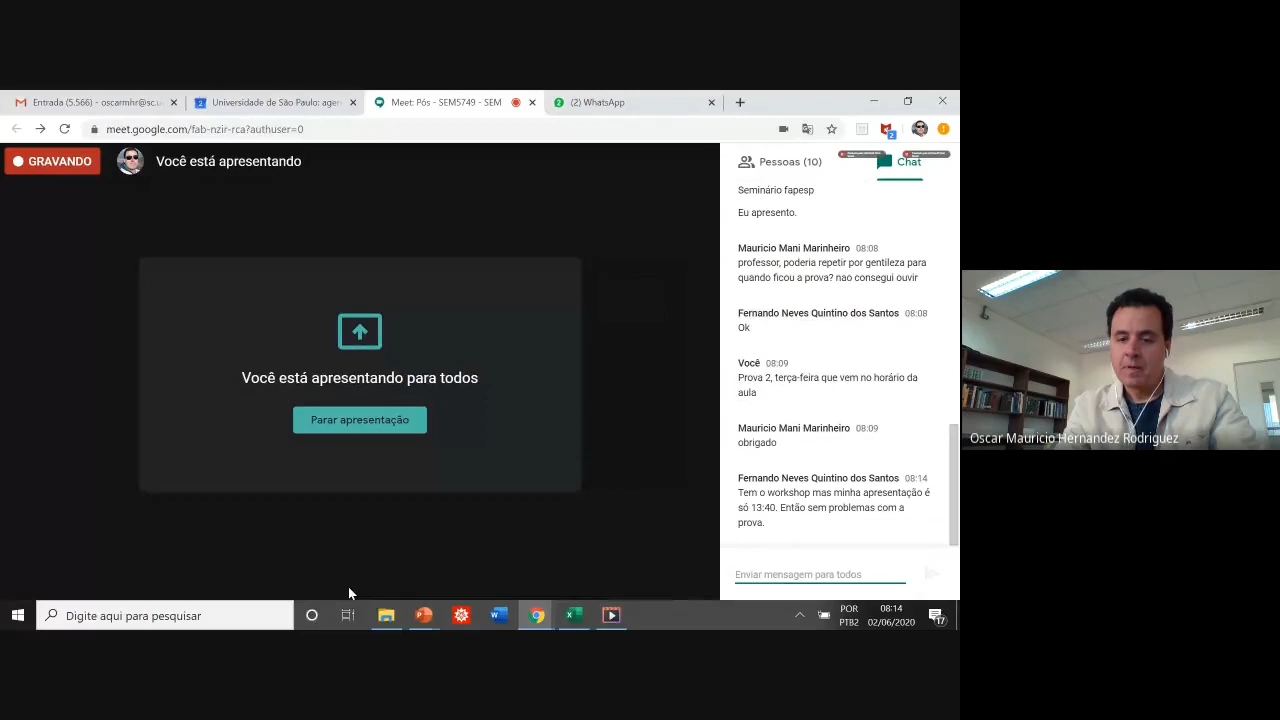 Entrada (5.566) - oscarmhr@sc.u
Universidade de São Paulo: agen
Meet: Pós - SEM5749 - SEM
(2) WhatsApp
meet.google.com/fab-nzir-rca?authuser=0
2
GRAVANDO
Você está apresentando
Pessoas (10)
Chat
Seminário fapesp
Eu apresento.
Mauricio Mani Marinheiro 08:08
professor, poderia repetir por gentileza para
quando ficou a prova? nao consegui ouvir
Fernando Neves Quintino dos Santos 08:08
Ok
Você 08:09
Prova 2, terça-feira que vem no horário da
aula
Mauricio Mani Marinheiro 08:09
obrigado
Fernando Neves Quintino dos Santos 08:14
Tem o workshop mas minha apresentação é
só 13:40. Então sem problemas com a
prova.
Enviar mensagem para todos
Você está apresentando para todos
Parar apresentação
Oscar Mauricio Hernandez Rodriguez
Digite aqui para pesquisar
POR
PTB2
08:14
02/06/2020
17